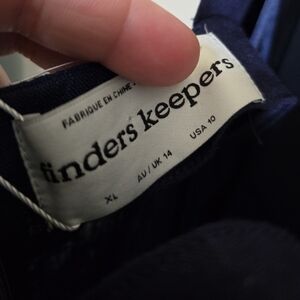 FABRIQUE EN CHINE
finders keepers
XL AU / UK 14 USA 10